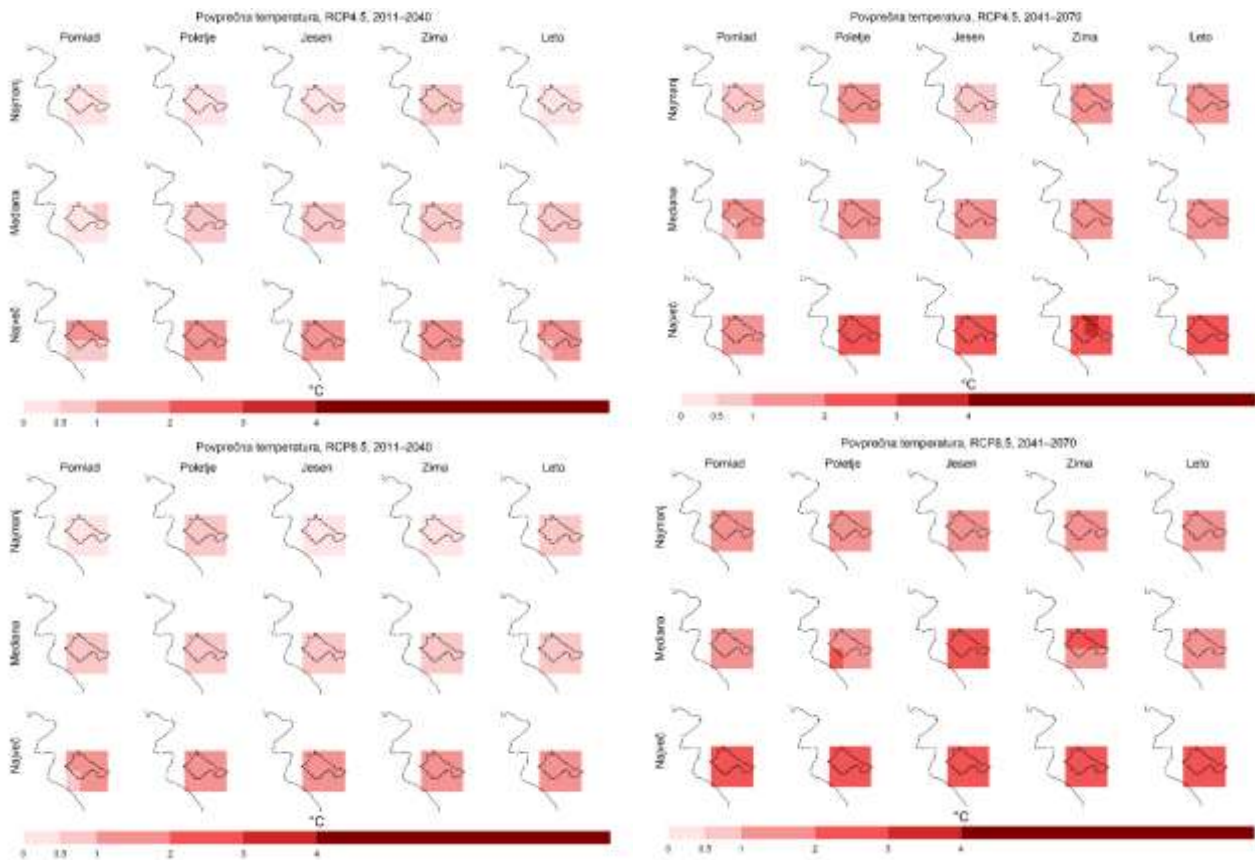 Povprečna temperatura, RCP4.5, 2011–2040
Pomlad Poletje Jesen Zima Leto
Najmanj
Mediana
Največ
°C
0 0.5 1 2 3 4
Povprečna temperatura, RCP4.5, 2041–2070
Pomlad Poletje Jesen Zima Leto
Najmanj
Mediana
Največ
°C
0 0.5 1 2 3 4
Povprečna temperatura, RCP8.5, 2011–2040
Pomlad Poletje Jesen Zima Leto
Najmanj
Mediana
Največ
°C
0 0.5 1 2 3 4
Povprečna temperatura, RCP8.5, 2041–2070
Pomlad Poletje Jesen Zima Leto
Najmanj
Mediana
Največ
°C
0 0.5 1 2 3 4